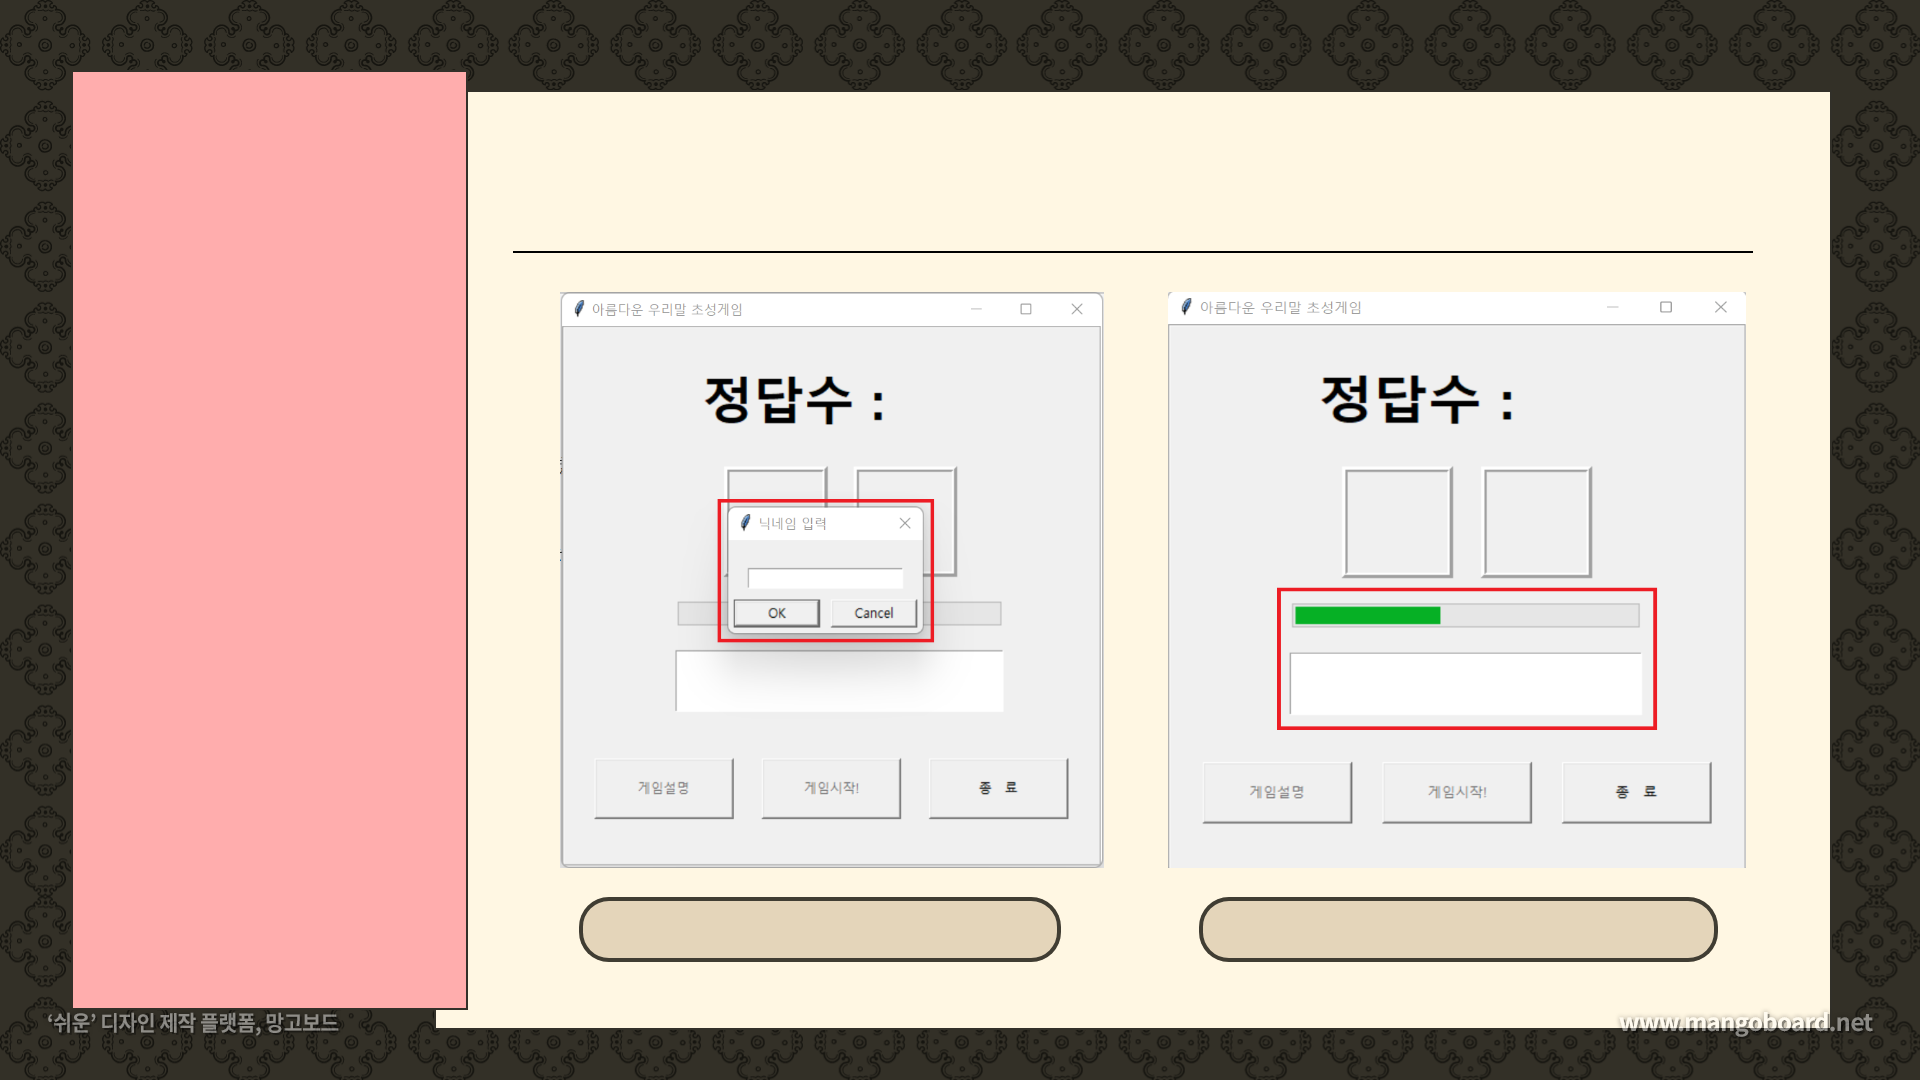 아름다운 우리말 초성게임
정답수 :
닉네임 입력
OK
Cancel
게임설명
게임시작!
종 료
아름다운 우리말 초성게임
정답수 :
게임설명
게임시작!
종 료
‘쉬운’ 디자인 제작 플랫폼, 망고보드
www.mangoboard.net